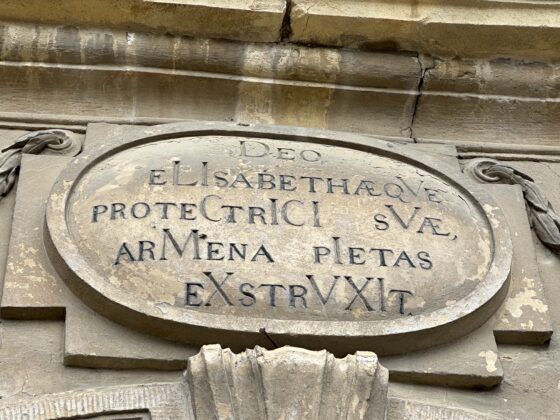 DEO
eLIsABETHÆQVe
PROTECTRICI SVÆ,
ARMENA PIETAS
EXSTRVXIT.